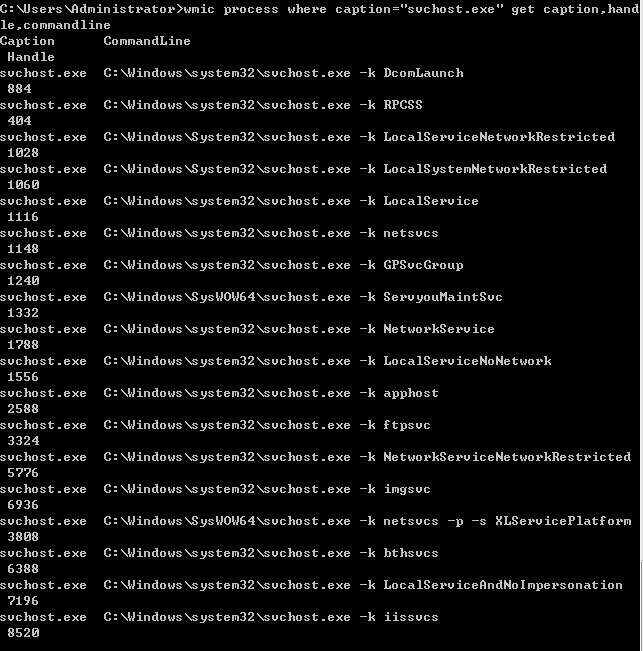 C:\Users\Administrator>wmic process where caption="svchost.exe" get caption,hand
le,commandline
Caption CommandLine
Handle
svchost.exe C:\Windows\system32\svchost.exe -k DcomLaunch
884
svchost.exe C:\Windows\system32\svchost.exe -k RPCSS
404
svchost.exe C:\Windows\System32\svchost.exe -k LocalServiceNetworkRestricted
1028
svchost.exe C:\Windows\System32\svchost.exe -k LocalSystemNetworkRestricted
1060
svchost.exe C:\Windows\system32\svchost.exe -k LocalService
1116
svchost.exe C:\Windows\system32\svchost.exe -k netsvcs
1148
svchost.exe C:\Windows\system32\svchost.exe -k GPSvcGroup
1240
svchost.exe C:\Windows\SysWOW64\svchost.exe -k ServyouMaintSvc
1332
svchost.exe C:\Windows\system32\svchost.exe -k NetworkService
1788
svchost.exe C:\Windows\system32\svchost.exe -k LocalServiceNoNetwork
1556
svchost.exe C:\Windows\system32\svchost.exe -k apphost
2588
svchost.exe C:\Windows\system32\svchost.exe -k ftpsvc
3324
svchost.exe C:\Windows\System32\svchost.exe -k NetworkServiceNetworkRestricted
5776
svchost.exe C:\Windows\system32\svchost.exe -k imgsvc
6936
svchost.exe C:\Windows\SysWOW64\svchost.exe -k netsvcs -p -s XLServicePlatform
3808
svchost.exe C:\Windows\system32\svchost.exe -k bthsvcs
6388
svchost.exe C:\Windows\system32\svchost.exe -k LocalServiceAndNoImpersonation
7196
svchost.exe C:\Windows\system32\svchost.exe -k iissvcs
8520